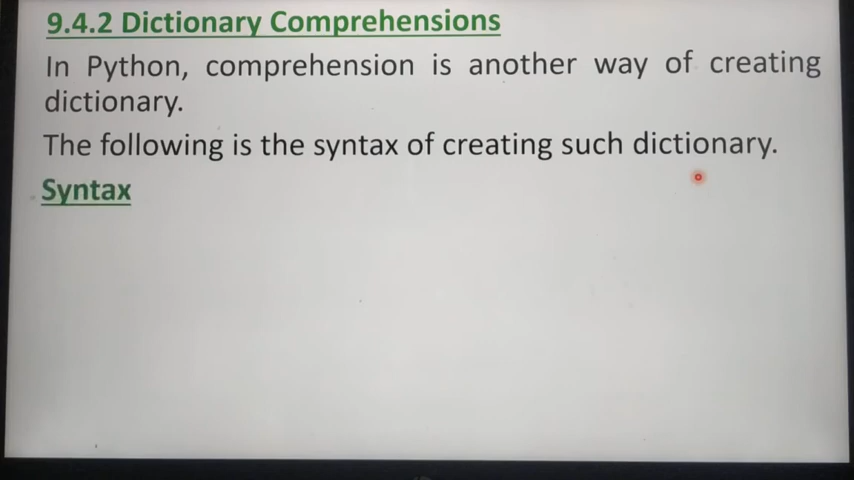 9.4.2 Dictionary Comprehensions
In Python, comprehension is another way of creating
dictionary.
The following is the syntax of creating such dictionary.
Syntax